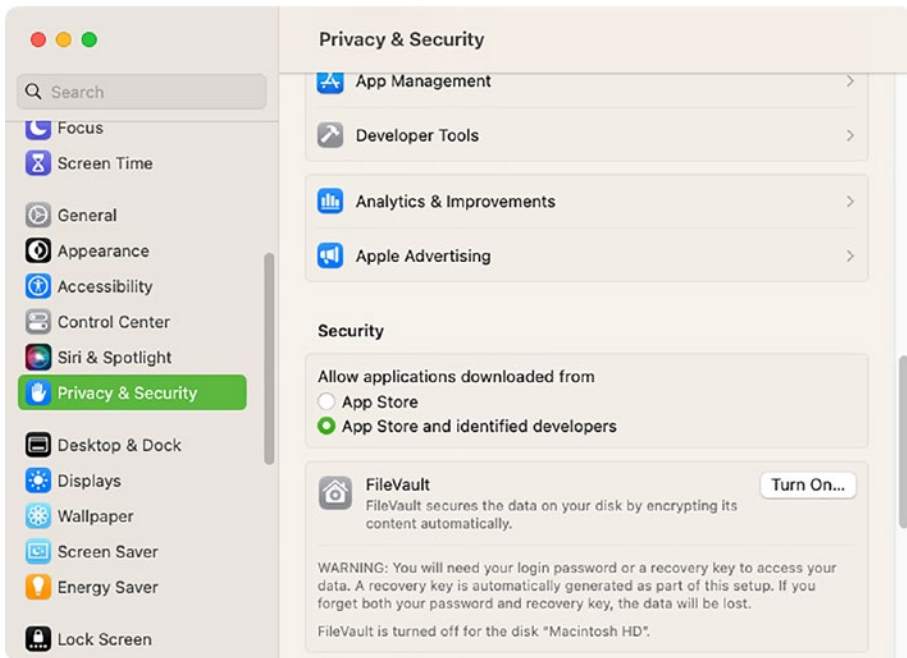 Search
Focus
Screen Time
General
Appearance
Accessibility
Control Center
Siri & Spotlight
Privacy & Security
Desktop & Dock
Displays
Wallpaper
Screen Saver
Energy Saver
Lock Screen
Privacy & Security
App Management
Developer Tools
Analytics & Improvements
Apple Advertising
Security
Allow applications downloaded from
App Store
App Store and identified developers
FileVault
Turn On...
FileVault secures the data on your disk by encrypting its
content automatically.
WARNING: You will need your login password or a recovery key to access your
data. A recovery key is automatically generated as part of this setup. If you
forget both your password and recovery key, the data will be lost.
FileVault is turned off for the disk "Macintosh HD".